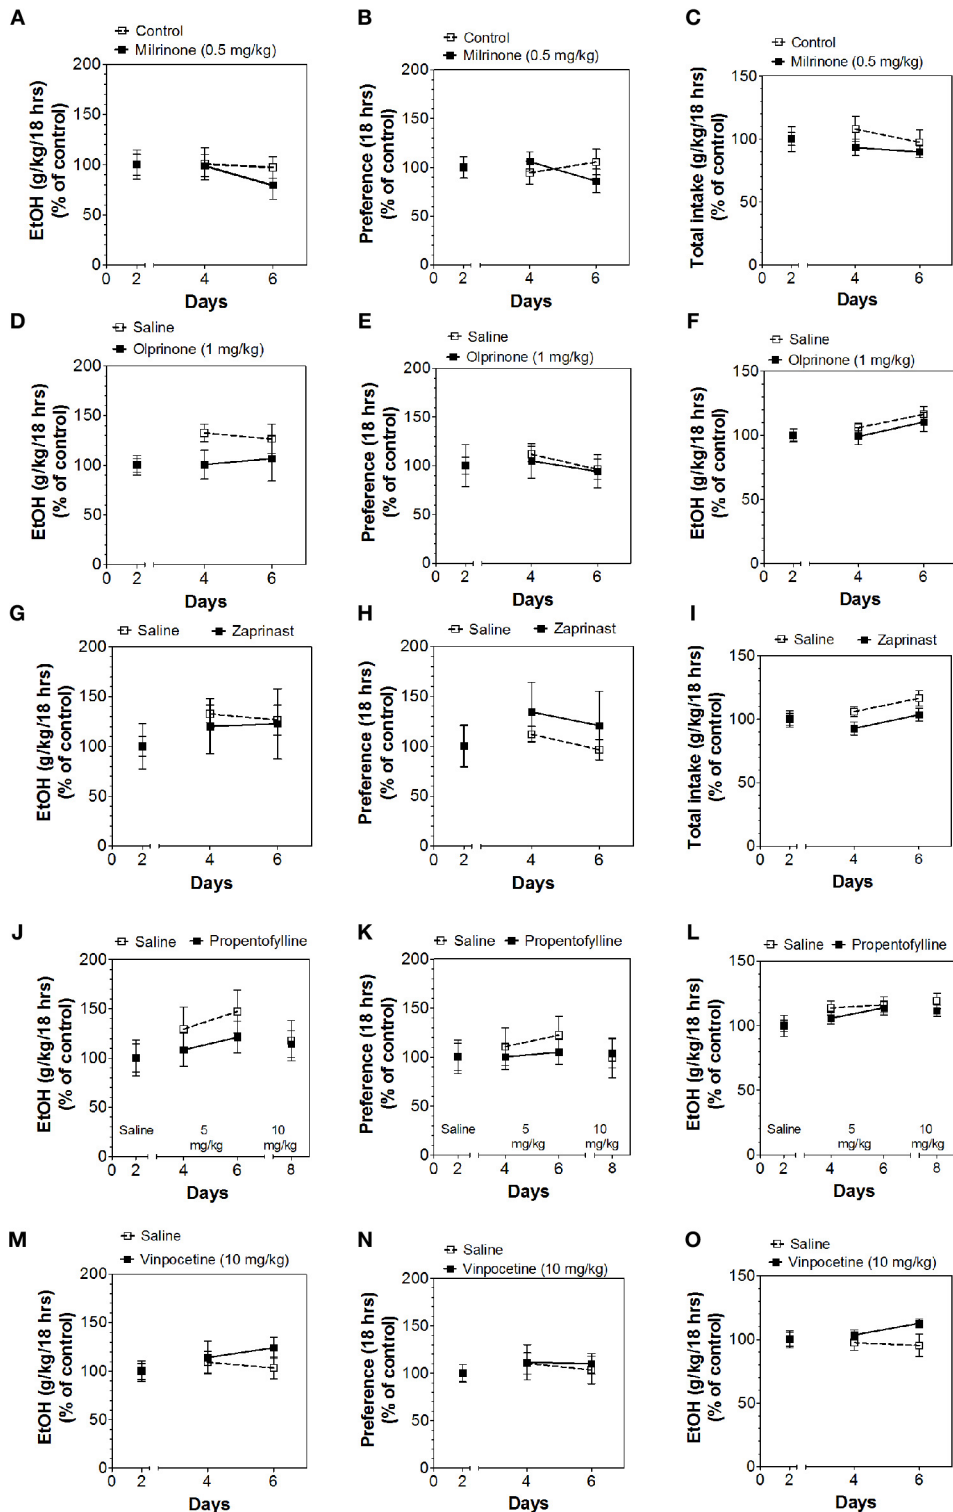 A
Control
Milrinone (0.5 mg/kg)
EtOH (g/kg/18 hrs)
(% of control)
200
150
100
50
0
0 2 4 6
Days
B
Control
Milrinone (0.5 mg/kg)
Preference (18 hrs)
(% of control)
200
150
100
50
0
0 2 4 6
Days
C
Control
Milrinone (0.5 mg/kg)
Total intake (g/kg/18 hrs)
(% of control)
150
100
50
0
0 2 4 6
Days
D
Saline
Olprinone (1 mg/kg)
EtOH (g/kg/18 hrs)
(% of control)
200
150
100
50
0
0 2 4 6
Days
E
Saline
Olprinone (1 mg/kg)
Preference (18 hrs)
(% of control)
200
150
100
50
0
0 2 4 6
Days
F
Saline
Olprinone (1 mg/kg)
EtOH (g/kg/18 hrs)
(% of control)
150
100
50
0
0 2 4 6
Days
G
Saline Zaprinast
EtOH (g/kg/18 hrs)
(% of control)
200
150
100
50
0
0 2 4 6
Days
H
Saline Zaprinast
Preference (18 hrs)
(% of control)
200
150
100
50
0
0 2 4 6
Days
I
Saline Zaprinast
Total intake (g/kg/18 hrs)
(% of control)
150
100
50
0
0 2 4 6
Days
J
Saline Propentofylline
EtOH (g/kg/18 hrs)
(% of control)
200
150
100
50
0
Saline 5 mg/kg 10 mg/kg
0 2 4 6 8
Days
K
Saline Propentofylline
Preference (18 hrs)
(% of control)
200
150
100
50
0
Saline 5 mg/kg 10 mg/kg
0 2 4 6 8
Days
L
Saline Propentofylline
EtOH (g/kg/18 hrs)
(% of control)
150
100
50
0
Saline 5 mg/kg 10 mg/kg
0 2 4 6 8
Days
M
Saline
Vinpocetine (10 mg/kg)
EtOH (g/kg/18 hrs)
(% of control)
200
150
100
50
0
0 2 4 6
Days
N
Saline
Vinpocetine (10 mg/kg)
Preference (18 hrs)
(% of control)
200
150
100
50
0
0 2 4 6
Days
O
Saline
Vinpocetine (10 mg/kg)
EtOH (g/kg/18 hrs)
(% of control)
150
100
50
0
0 2 4 6
Days